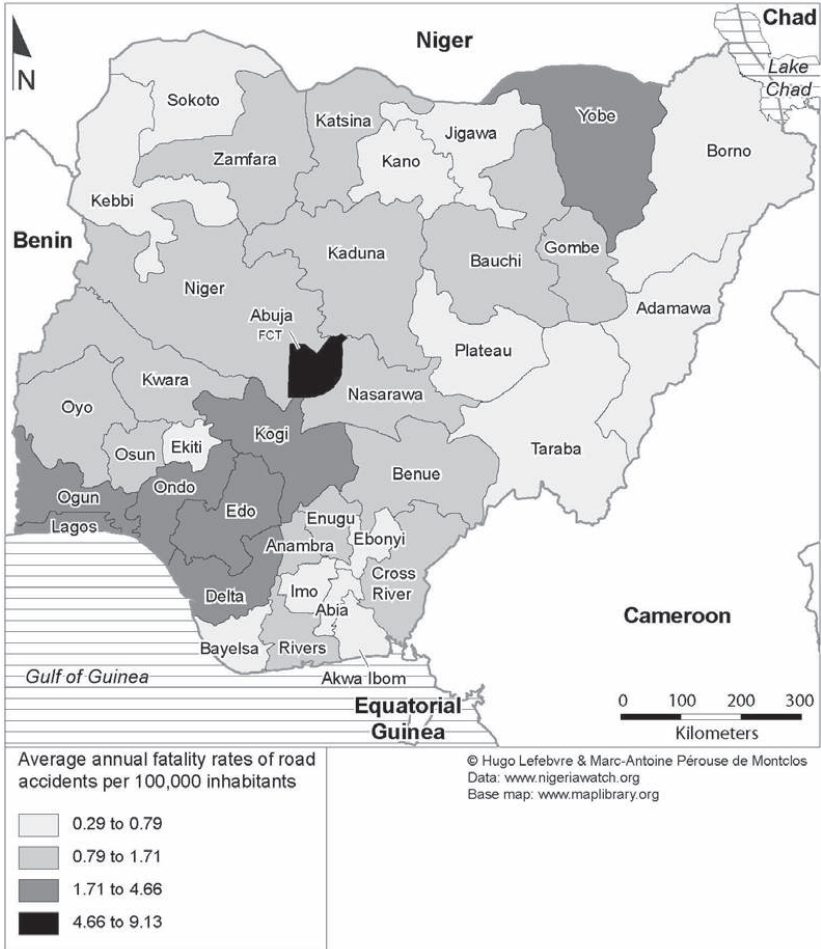 Chad
Niger
Lake
Chad
N
Sokoto
Katsina
Yobe
Jigawa
Zamfara
Kano
Borno
Kebbi
Benin
Kaduna
Gombe
Bauchi
Niger
Abuja
FCT
Adamawa
Plateau
Kwara
Nasarawa
Oyo
Kogi
Osun
Ekiti
Taraba
Benue
Ondo
Ogun
Edo
Enugu
Lagos
Ebonyi
Anambra
Cross
River
Delta
Imo
Abia
Cameroon
Bayelsa
Rivers
Gulf of Guinea
Akwa Ibom
Equatorial
Guinea
0 100 200 300
Kilometers
Average annual fatality rates of road
accidents per 100,000 inhabitants
0.29 to 0.79
0.79 to 1.71
1.71 to 4.66
4.66 to 9.13
© Hugo Lefebvre & Marc-Antoine Pérouse de Montclos
Data: www.nigeriawatch.org
Base map: www.maplibrary.org